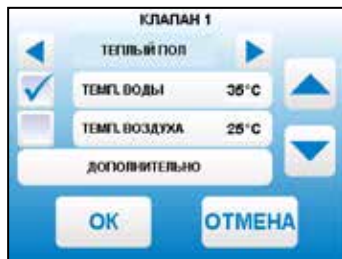 КЛАПАН 1
ТЕПЛЫЙ ПОЛ
ТЕМП. ВОДЫ 35°C
ТЕМП. ВОЗДУХА 25°C
ДОПОЛНИТЕЛЬНО
ОК ОТМЕНА